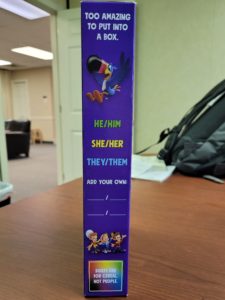 TOO AMAZING
TO PUT INTO
A BOX.
HE/HIM
SHE/HER
THEY/THEM
ADD YOUR OWN:
/
/
BOXES ARE
FOR CEREAL,
NOT PEOPLE.